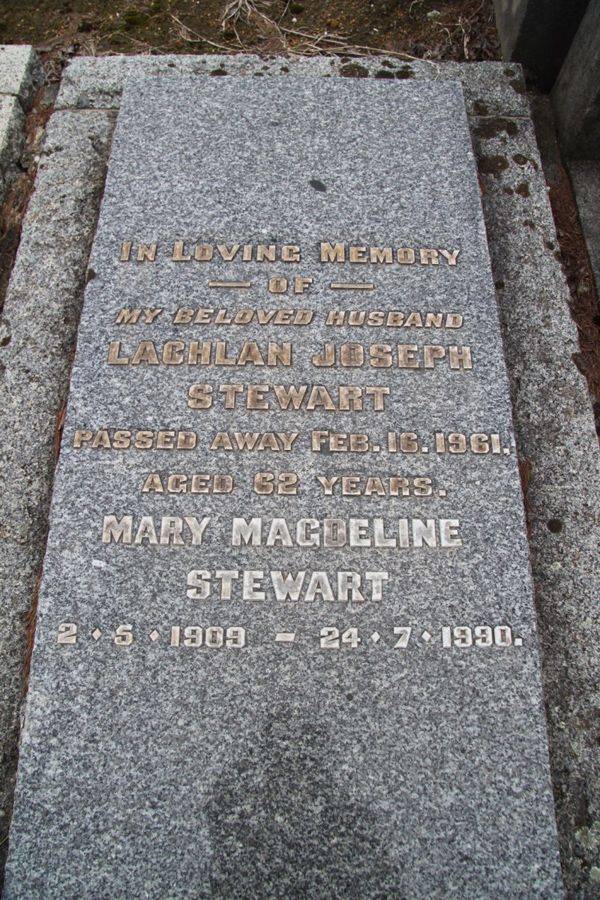 IN LOVING MEMORY
— OF —
MY BELOVED HUSBAND
LACHLAN JOSEPH
STEWART
PASSED AWAY FEB. 16. 1961.
AGED 62 YEARS.
MARY MAGDELINE
STEWART
2 · 5 · 1909 – 24 · 7 · 1990.